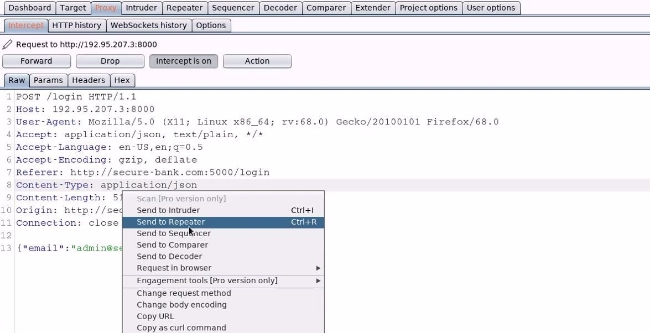 Dashboard Target Proxy Intruder Repeater Sequencer Decoder Comparer Extender Project options User options
Intercept HTTP history WebSockets history Options
Request to http://192.95.207.3:8000
Forward Drop Intercept is on Action
Raw Params Headers Hex
1 POST /login HTTP/1.1
2 Host: 192.95.207.3:8000
3 User-Agent: Mozilla/5.0 (X11; Linux x86_64; rv:68.0) Gecko/20100101 Firefox/68.0
4 Accept: application/json, text/plain, */*
5 Accept-Language: en-US,en;q=0.5
6 Accept-Encoding: gzip, deflate
7 Referer: http://secure-bank.com:5000/login
8 Content-Type: application/json
9 Content-Length: 51
10 Origin: http://sec
11 Connection: close
12
13 {"email":"admin@se
Scan [Pro version only]
Send to Intruder Ctrl+I
Send to Repeater Ctrl+R
Send to Sequencer
Send to Comparer
Send to Decoder
Request in browser
Engagement tools [Pro version only]
Change request method
Change body encoding
Copy URL
Copy as curl command